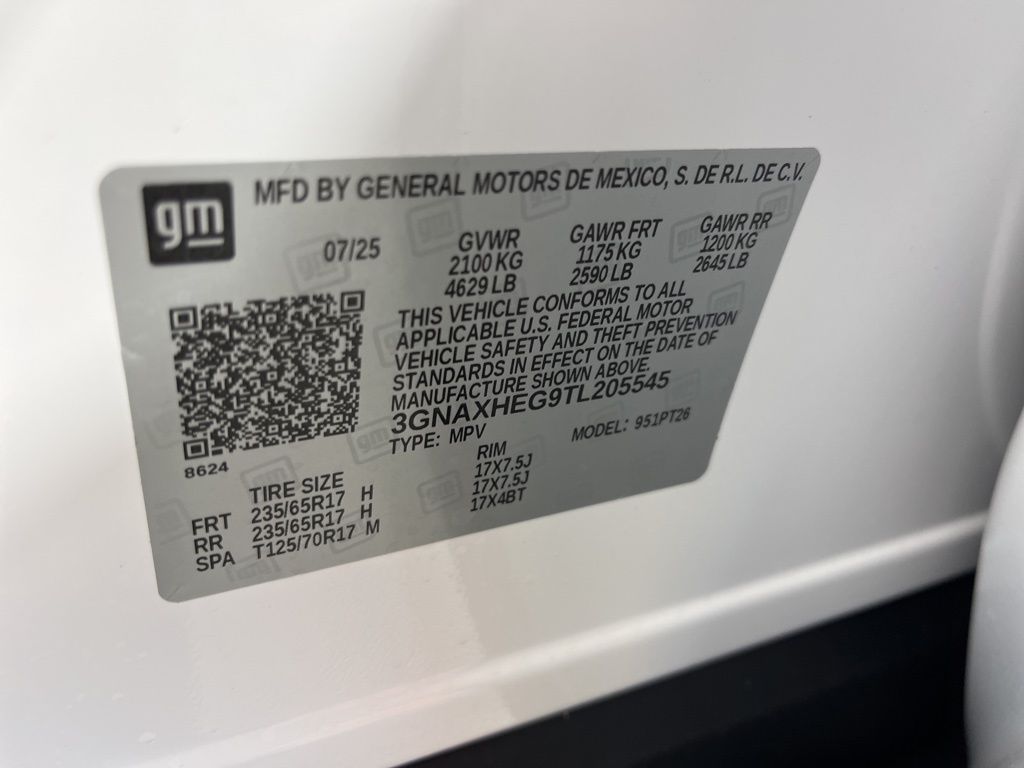 gm
MFD BY GENERAL MOTORS DE MEXICO, S. DE R.L. DE C.V.
07/25
GVWR
2100 KG
4629 LB
GAWR FRT
1175 KG
2590 LB
GAWR RR
1200 KG
2645 LB
THIS VEHICLE CONFORMS TO ALL
APPLICABLE U.S. FEDERAL MOTOR
VEHICLE SAFETY AND THEFT PREVENTION
STANDARDS IN EFFECT ON THE DATE OF
MANUFACTURE SHOWN ABOVE.
3GNAXHEG9TL205545
TYPE: MPV
MODEL: 951PT26
8624
TIRE SIZE RIM
FRT 235/65R17 H 17X7.5J
RR 235/65R17 H 17X7.5J
SPA T125/70R17 M 17X4BT